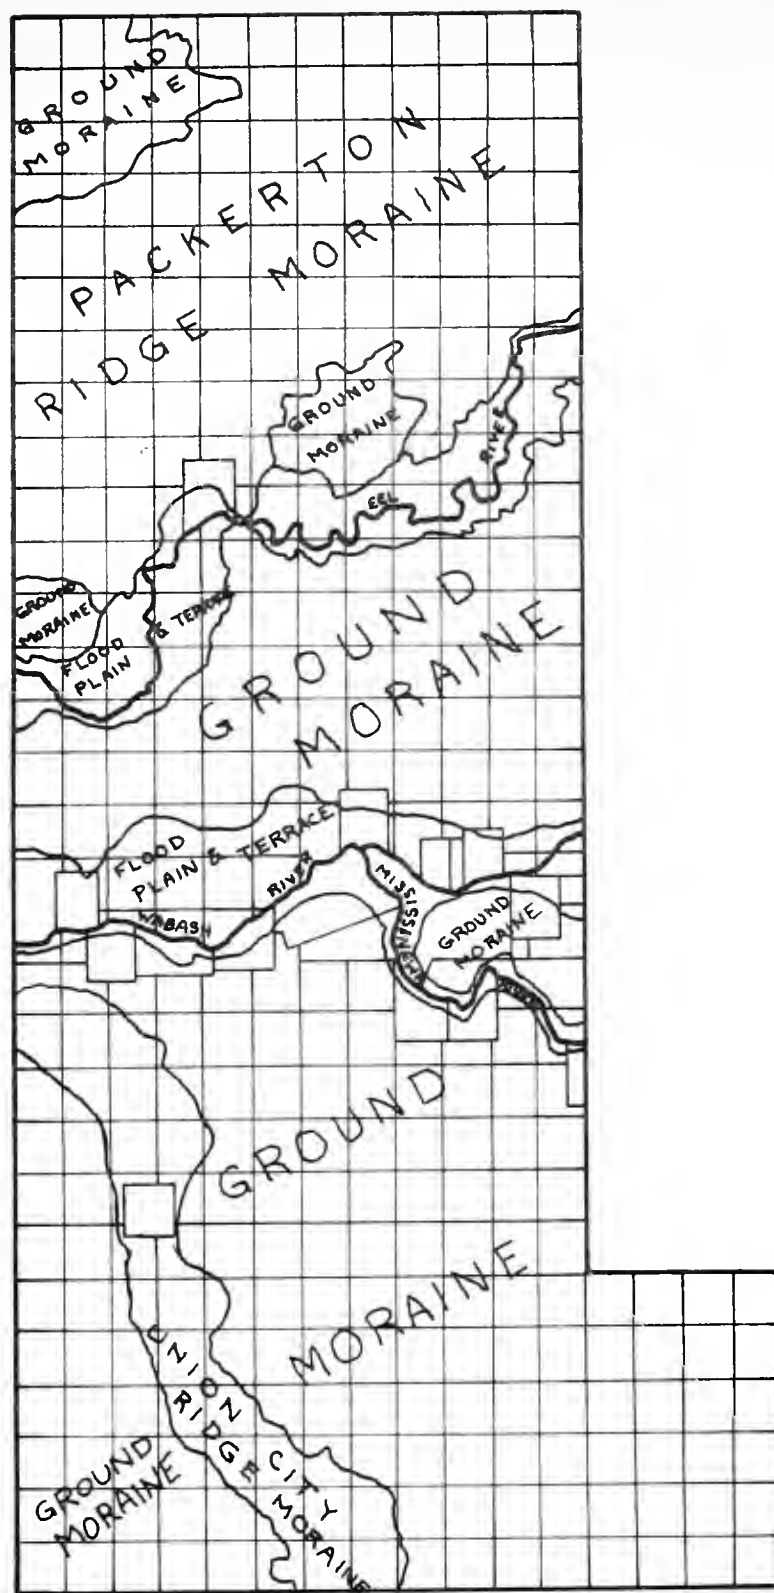 GROUND
MORAINE
PACKERTON
RIDGE MORAINE
GROUND
MORAINE
RIVER
EEL
GROUND
MORAINE
FLOOD
PLAIN
& TERRACE
GROUND
MORAINE
FLOOD
PLAIN & TERRACE
WABASH
RIVER
MISSISSINEWA
GROUND
MORAINE
GROUND
MORAINE
UNION CITY
RIDGE MORAINE
GROUND
MORAINE